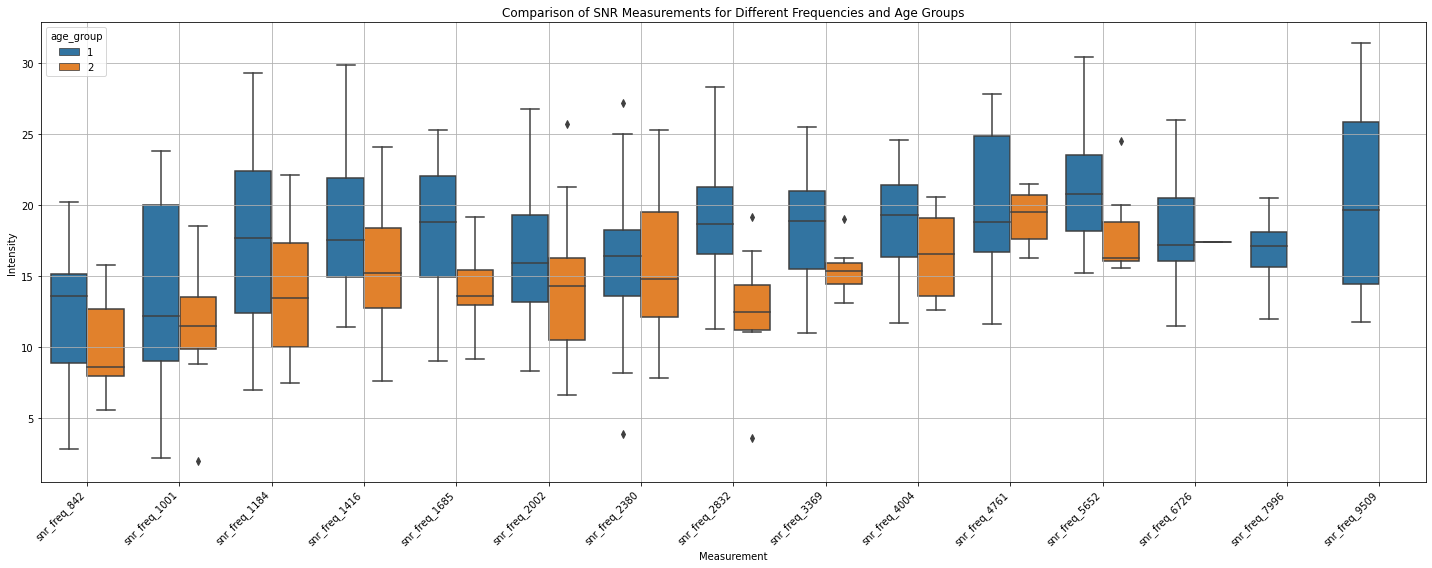 Comparison of SNR Measurements for Different Frequencies and Age Groups
age_group
1
2
Intensity
30
25
20
15
10
5
snr_freq_842
snr_freq_1001
snr_freq_1184
snr_freq_1416
snr_freq_1685
snr_freq_2002
snr_freq_2380
snr_freq_2832
snr_freq_3369
snr_freq_4004
snr_freq_4761
snr_freq_5652
snr_freq_6726
snr_freq_7996
snr_freq_9509
Measurement